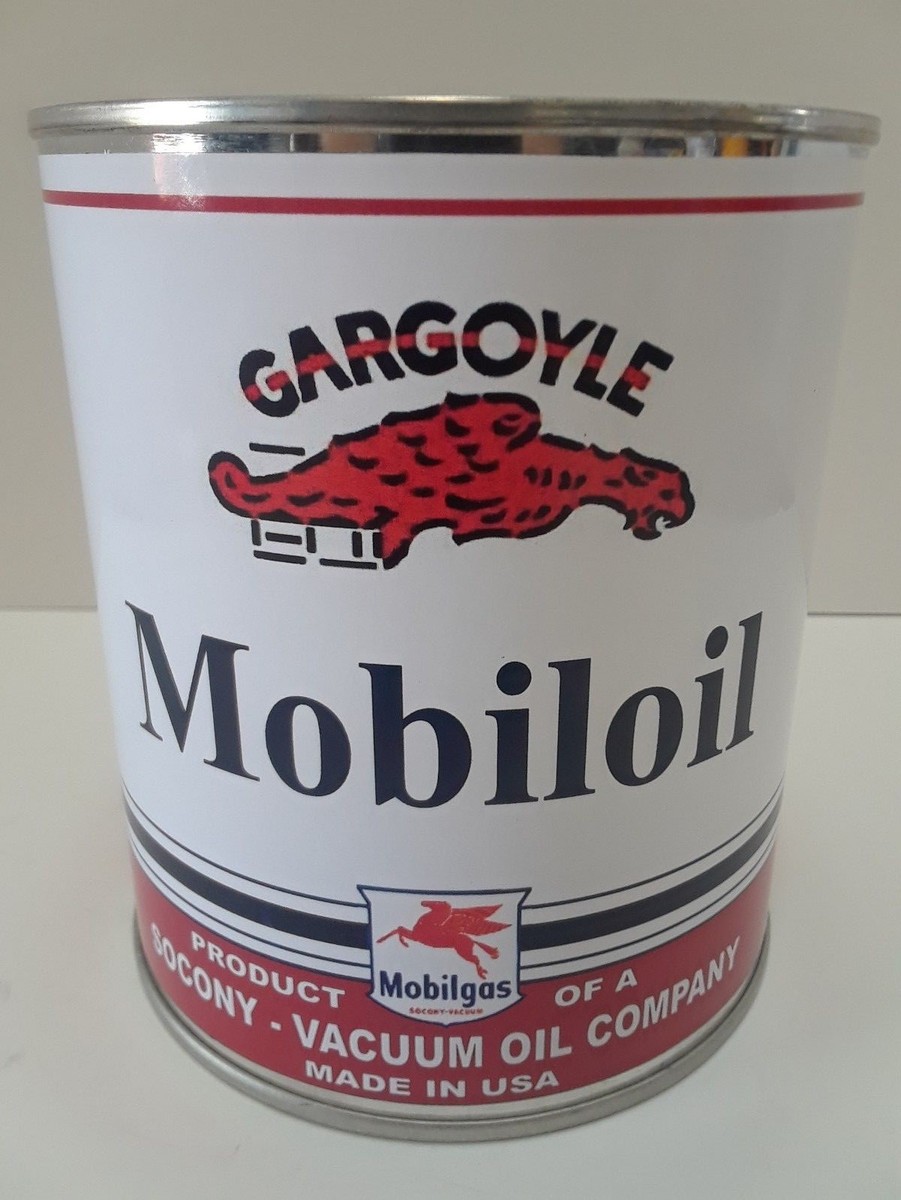 GARGOYLE
Mobiloil
Mobilgas
SOCONY-VACUUM
PRODUCT OF A
SOCONY - VACUUM OIL COMPANY
MADE IN USA